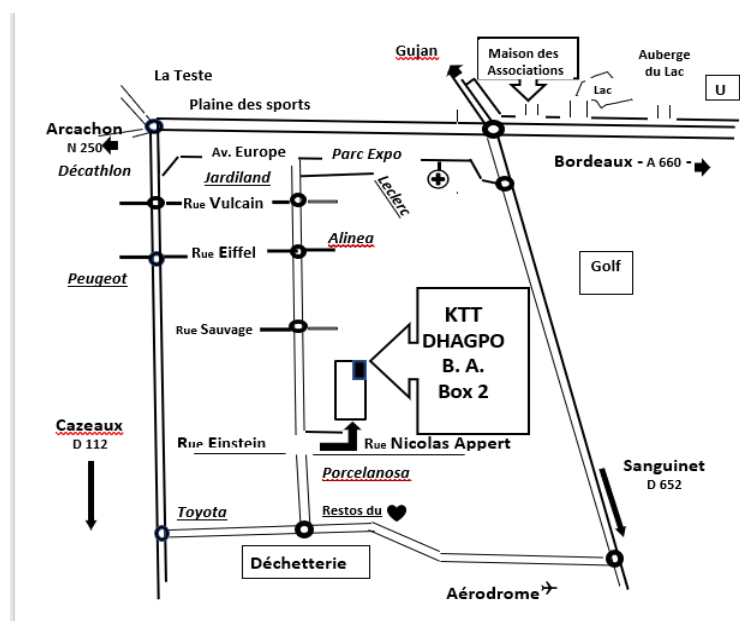 Gujan
Maison des
Associations
Auberge
du Lac
La Teste
Lac
U
Plaine des sports
Arcachon
N 250
Décathlon
Av. Europe
Parc Expo
Bordeaux - A 660 -
Jardiland
Leclerc
Rue Vulcain
Alinea
Rue Eiffel
Peugeot
Golf
KTT
DHAGPO
B. A.
Box 2
Rue Sauvage
Cazeaux
D 112
Rue Einstein
Rue Nicolas Appert
Sanguinet
D 652
Porcelanosa
Toyota
Restos du
Déchetterie
Aérodrome